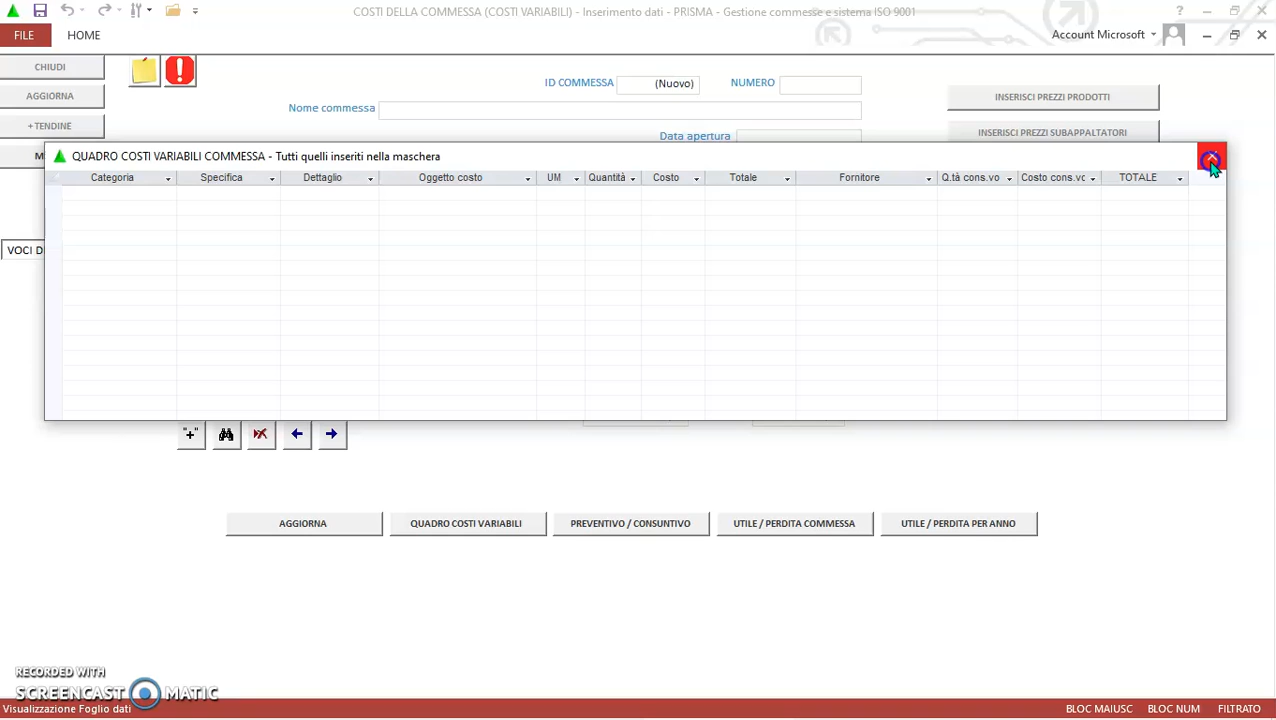 COSTI DELLA COMMESSA (COSTI VARIABILI) - Inserimento dati - PRISMA - Gestione commesse e sistema ISO 9001
FILE HOME Account Microsoft
CHIUDI
AGGIORNA
+ TENDINE
ID COMMESSA (Nuovo) NUMERO
Nome commessa
Data apertura
INSERISCI PREZZI PRODOTTI
INSERISCI PREZZI SUBAPPALTATORI
QUADRO COSTI VARIABILI COMMESSA - Tutti quelli inseriti nella maschera
Categoria Specifica Dettaglio Oggetto costo UM Quantità Costo Totale Fornitore Q.tà cons.vo Costo cons.vc TOTALE
VOCI DI
"+"
AGGIORNA QUADRO COSTI VARIABILI PREVENTIVO / CONSUNTIVO UTILE / PERDITA COMMESSA UTILE / PERDITA PER ANNO
RECORDED WITH
SCREENCAST MATIC
Visualizzazione Foglio dati BLOC MAIUSC BLOC NUM FILTRATO